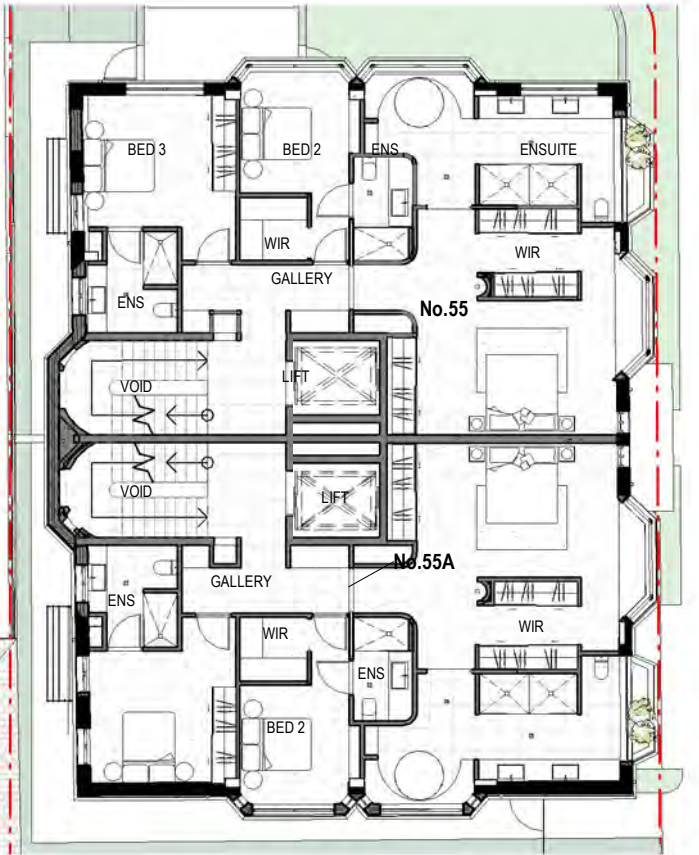 BED 3
BED 2
ENS
ENSUITE
WIR
WIR
GALLERY
ENS
No.55
LIFT
VOID
VOID
LIFT
No.55A
GALLERY
ENS
WIR
WIR
ENS
BED 2